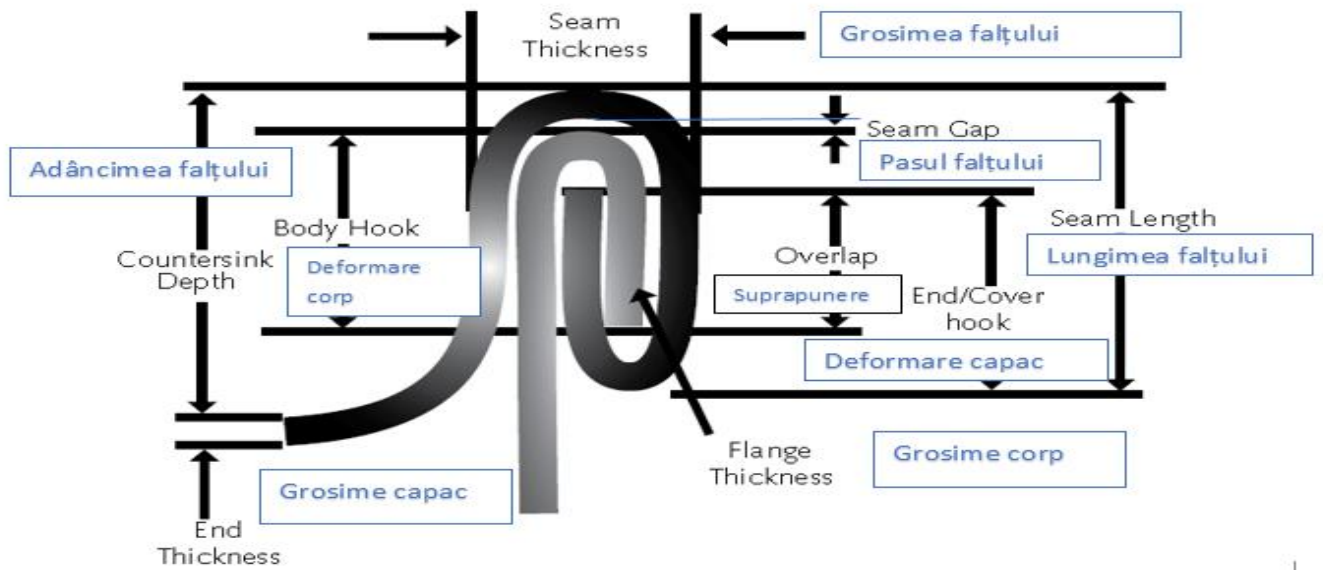 Seam
Thickness
Grosimea falțului
Seam Gap
Pasul falțului
Adâncimea falțului
Body Hook
Deformare
corp
Countersink
Depth
Seam Length
Lungimea falțului
Overlap
Suprapunere
End/Cover
hook
Deformare capac
Flange
Thickness
Grosime corp
Grosime capac
End
Thickness